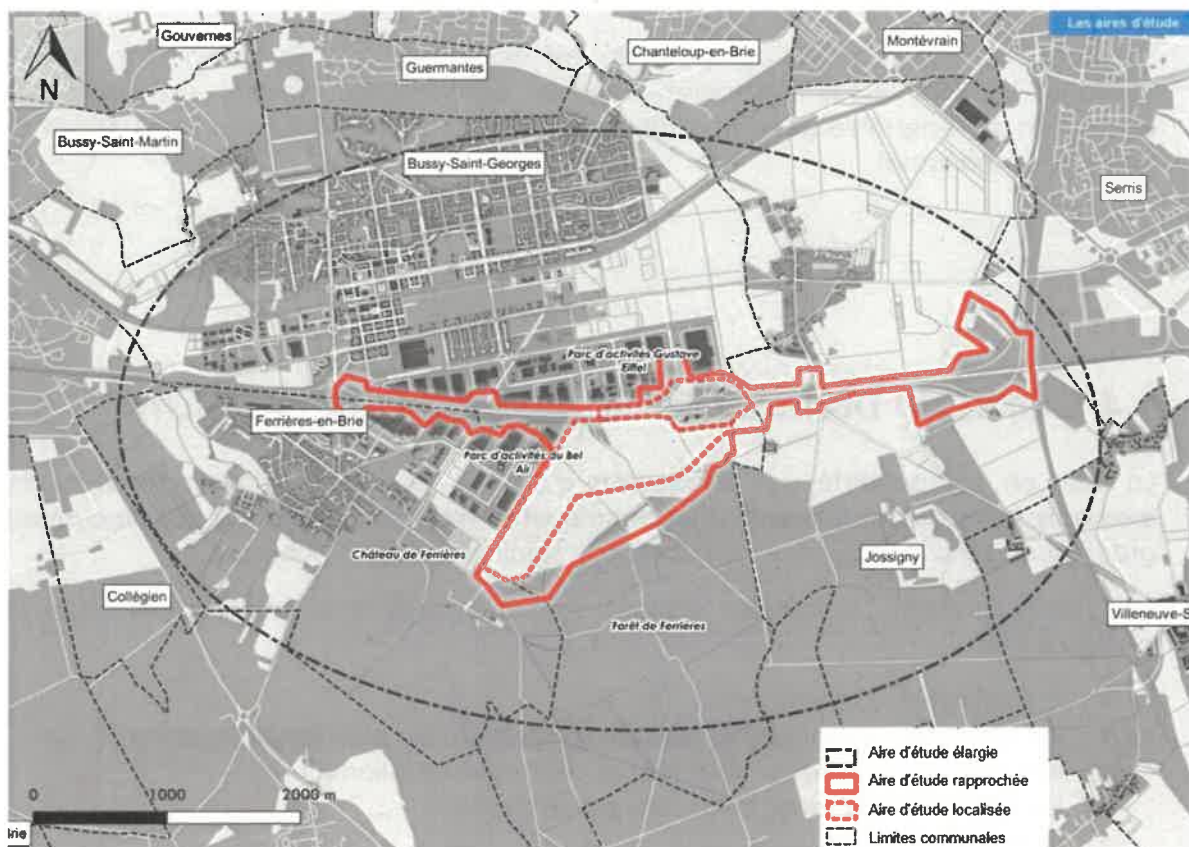 Les aires d'étude
Gouvernes
Montévrain
Chanteloup-en-Brie
Guermantes
N
Bussy-Saint-Martin
Bussy-Saint-Georges
Serris
Parc d'activités Gustave
Eiffel
Ferrières-en-Brie
Parc d'activités du Bel
Air
Château de Ferrières
Jossigny
Collégien
Villeneuve-S
Forêt de Ferrières
Aire d'étude élargie
Aire d'étude rapprochée
Aire d'étude localisée
Limites communales
0 1000 2000 m
Brie